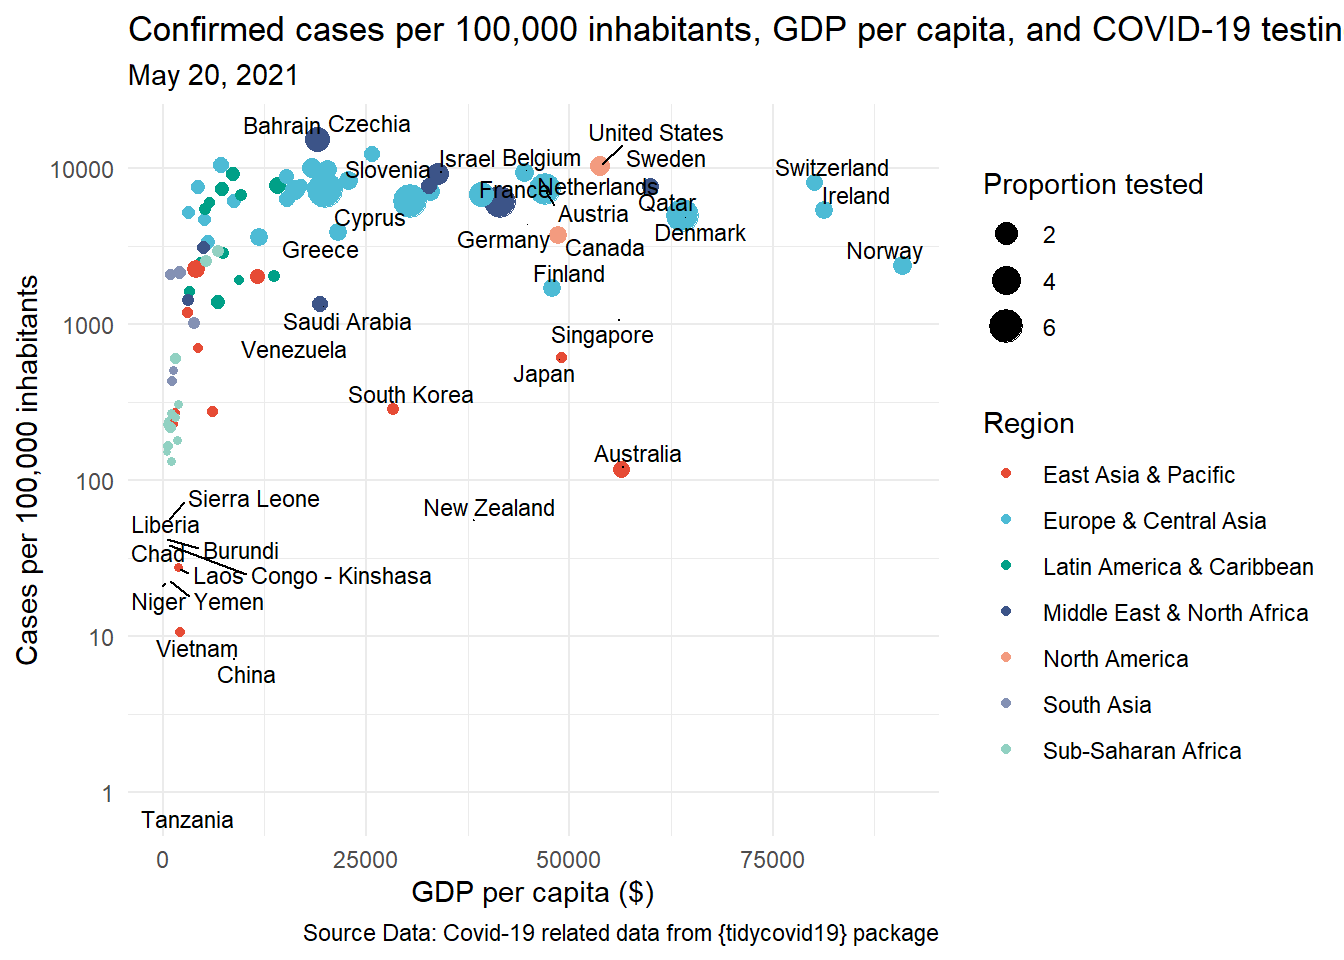 Confirmed cases per 100,000 inhabitants, GDP per capita, and COVID-19 testin
May 20, 2021
Cases per 100,000 inhabitants
10000
1000
100
10
1
Bahrain
Czechia
United States
Slovenia
Israel
Belgium
Sweden
Switzerland
France
Netherlands
Qatar
Ireland
Cyprus
Austria
Greece
Germany
Canada
Denmark
Norway
Finland
Saudi Arabia
Singapore
Venezuela
Japan
South Korea
Australia
Sierra Leone
New Zealand
Liberia
Chad
Burundi
Laos
Congo - Kinshasa
Niger
Yemen
Vietnam
China
Tanzania
0
25000
50000
75000
GDP per capita ($)
Source Data: Covid-19 related data from {tidycovid19} package
Proportion tested
2
4
6
Region
East Asia & Pacific
Europe & Central Asia
Latin America & Caribbean
Middle East & North Africa
North America
South Asia
Sub-Saharan Africa